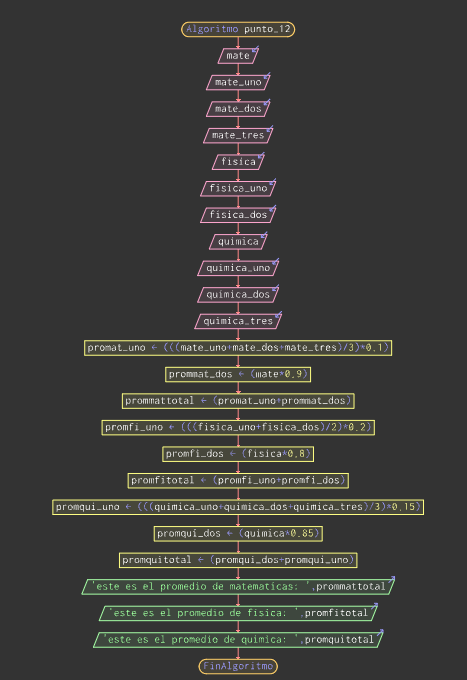 Algoritmo punto_12
mate
mate_uno
mate_dos
mate_tres
fisica
fisica_uno
fisica_dos
quimica
quimica_uno
quimica_dos
quimica_tres
promat_uno ← (((mate_uno+mate_dos+mate_tres)/3)*0.1)
prommat_dos ← (mate*0.9)
prommattotal ← (promat_uno+prommat_dos)
promfi_uno ← (((fisica_uno+fisica_dos)/2)*0.2)
promfi_dos ← (fisica*0.8)
promfitotal ← (promfi_uno+promfi_dos)
promqui_uno ← (((quimica_uno+quimica_dos+quimica_tres)/3)*0.15)
promqui_dos ← (quimica*0.85)
promquitotal ← (promqui_dos+promqui_uno)
'este es el promedio de matematicas: ',prommattotal
'este es el promedio de fisica: ',promfitotal
'este es el promedio de quimica: ',promquitotal
FinAlgoritmo